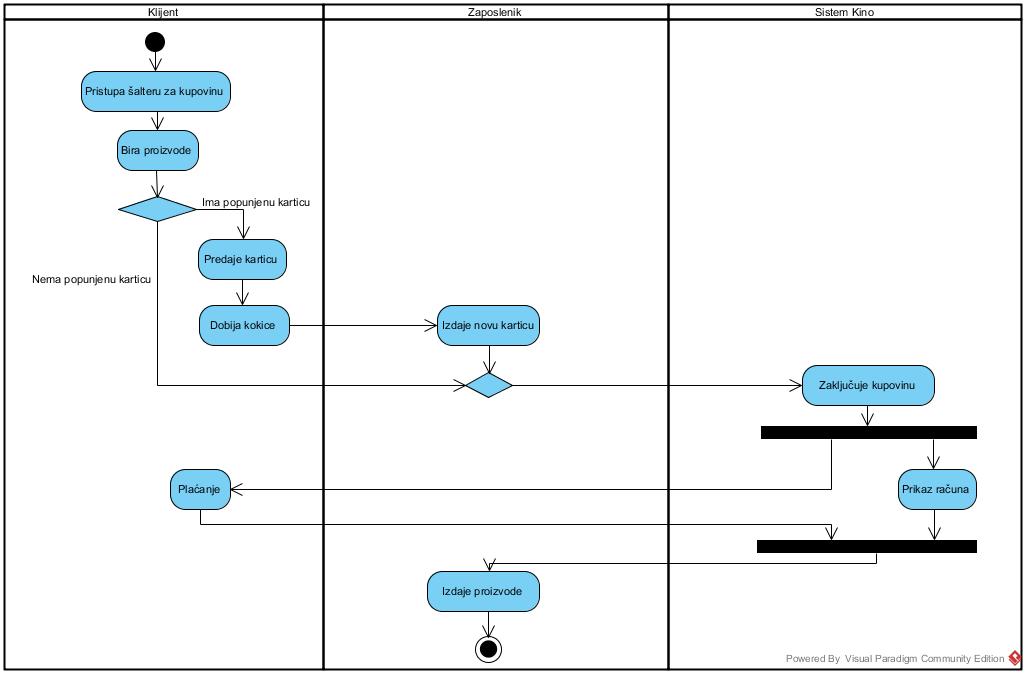 Klijent
Zaposlenik
Sistem Kino
Pristupa šalteru za kupovinu
Bira proizvode
Ima popunjenu karticu
Predaje karticu
Nema popunjenu karticu
Dobija kokice
Izdaje novu karticu
Zaključuje kupovinu
Plaćanje
Prikaz računa
Izdaje proizvode
Powered By Visual Paradigm Community Edition